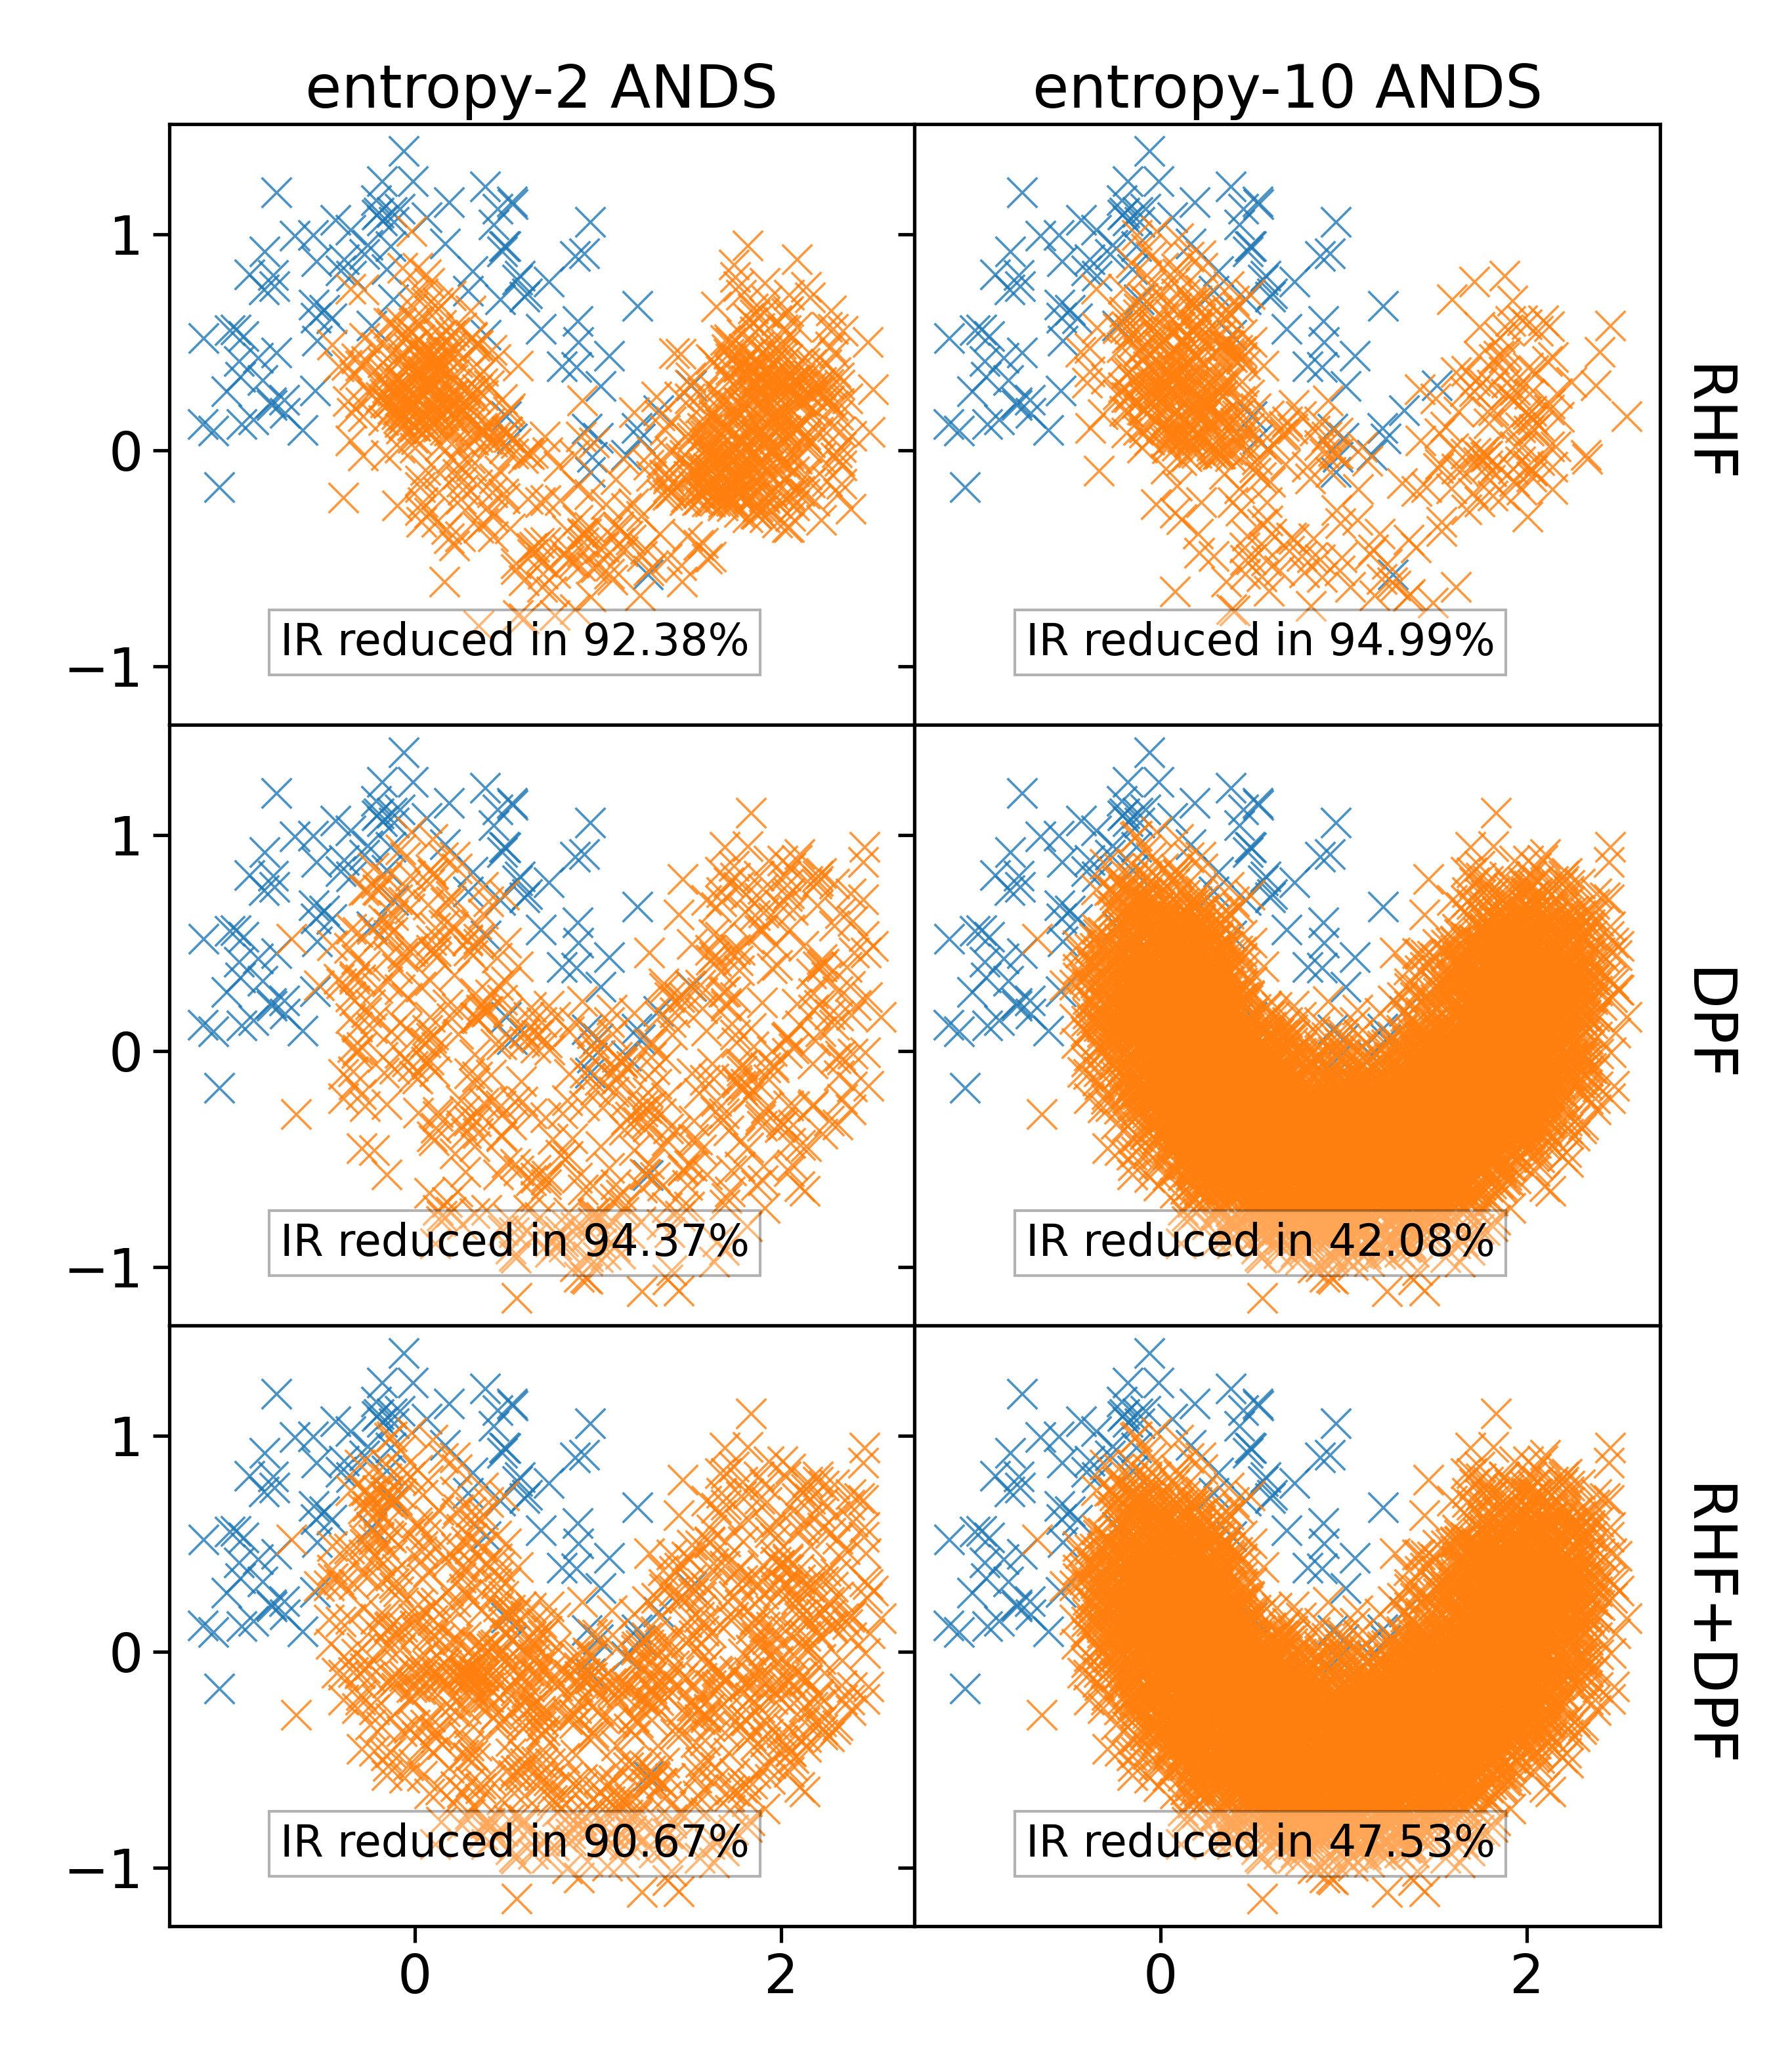 entropy-2 ANDS
entropy-10 ANDS
1
0
−1
IR reduced in 92.38%
IR reduced in 94.99%
RHF
1
0
−1
IR reduced in 94.37%
IR reduced in 42.08%
DPF
1
0
−1
IR reduced in 90.67%
IR reduced in 47.53%
RHF+DPF
0
2
0
2